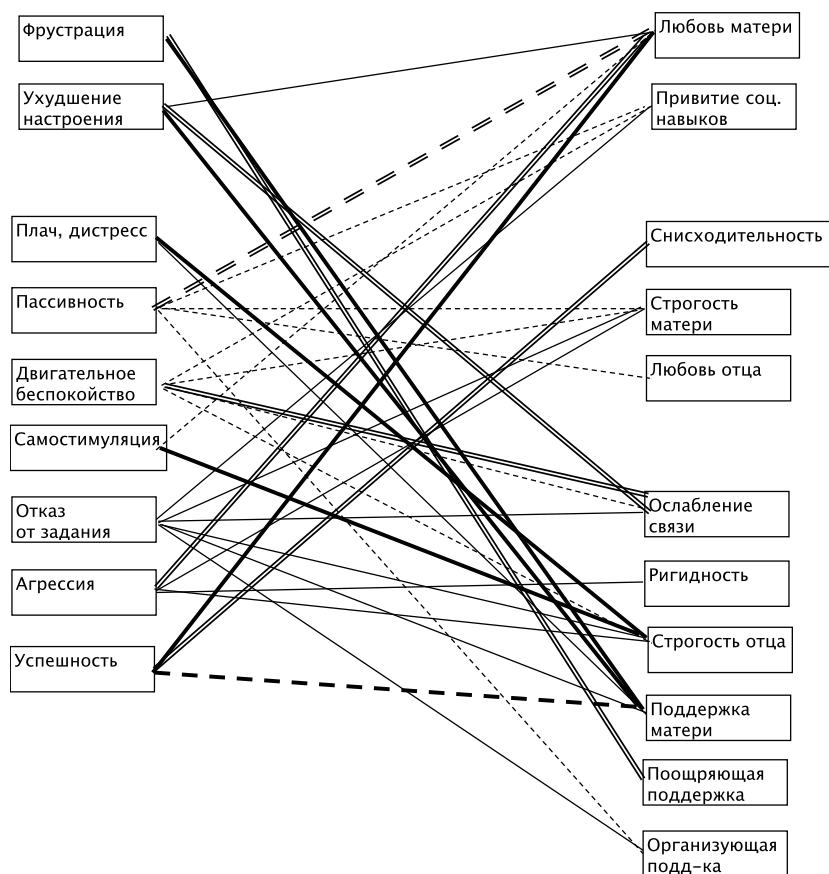 Фрустрация
Ухудшение
настроения
Плач, дистресс
Пассивность
Двигательное
беспокойство
Самостимуляция
Отказ
от задания
Агрессия
Успешность
Любовь матери
Привитие соц.
навыков
Снисходительность
Строгость
матери
Любовь отца
Ослабление
связи
Ригидность
Строгость отца
Поддержка
матери
Поощряющая
поддержка
Организующая
подд-ка